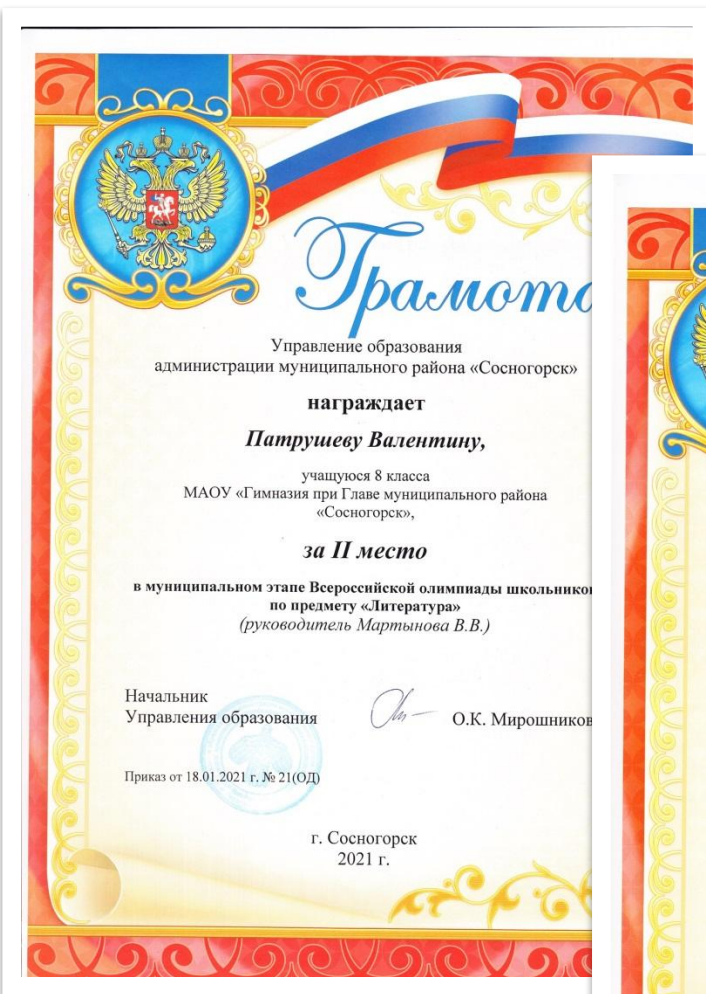 Грамота
Управление образования
администрации муниципального района «Сосногорск»
награждает
Патрушеву Валентину,
учащуюся 8 класса
МАОУ «Гимназия при Главе муниципального района
«Сосногорск»,
за II место
в муниципальном этапе Всероссийской олимпиады школьников
по предмету «Литература»
(руководитель Мартынова В.В.)
Начальник
Управления образования
О.К. Мирошников
Приказ от 18.01.2021 г. № 21(ОД)
г. Сосногорск
2021 г.